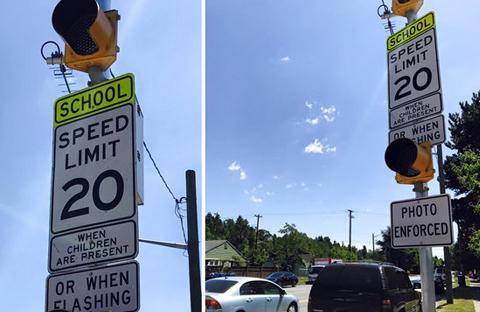 SCHOOL
SPEED
LIMIT
20
WHEN
CHILDREN
ARE PRESENT
OR WHEN
FLASHING
SCHOOL
SPEED
LIMIT
20
WHEN
CHILDREN
ARE PRESENT
OR WHEN
FLASHING
PHOTO
ENFORCED